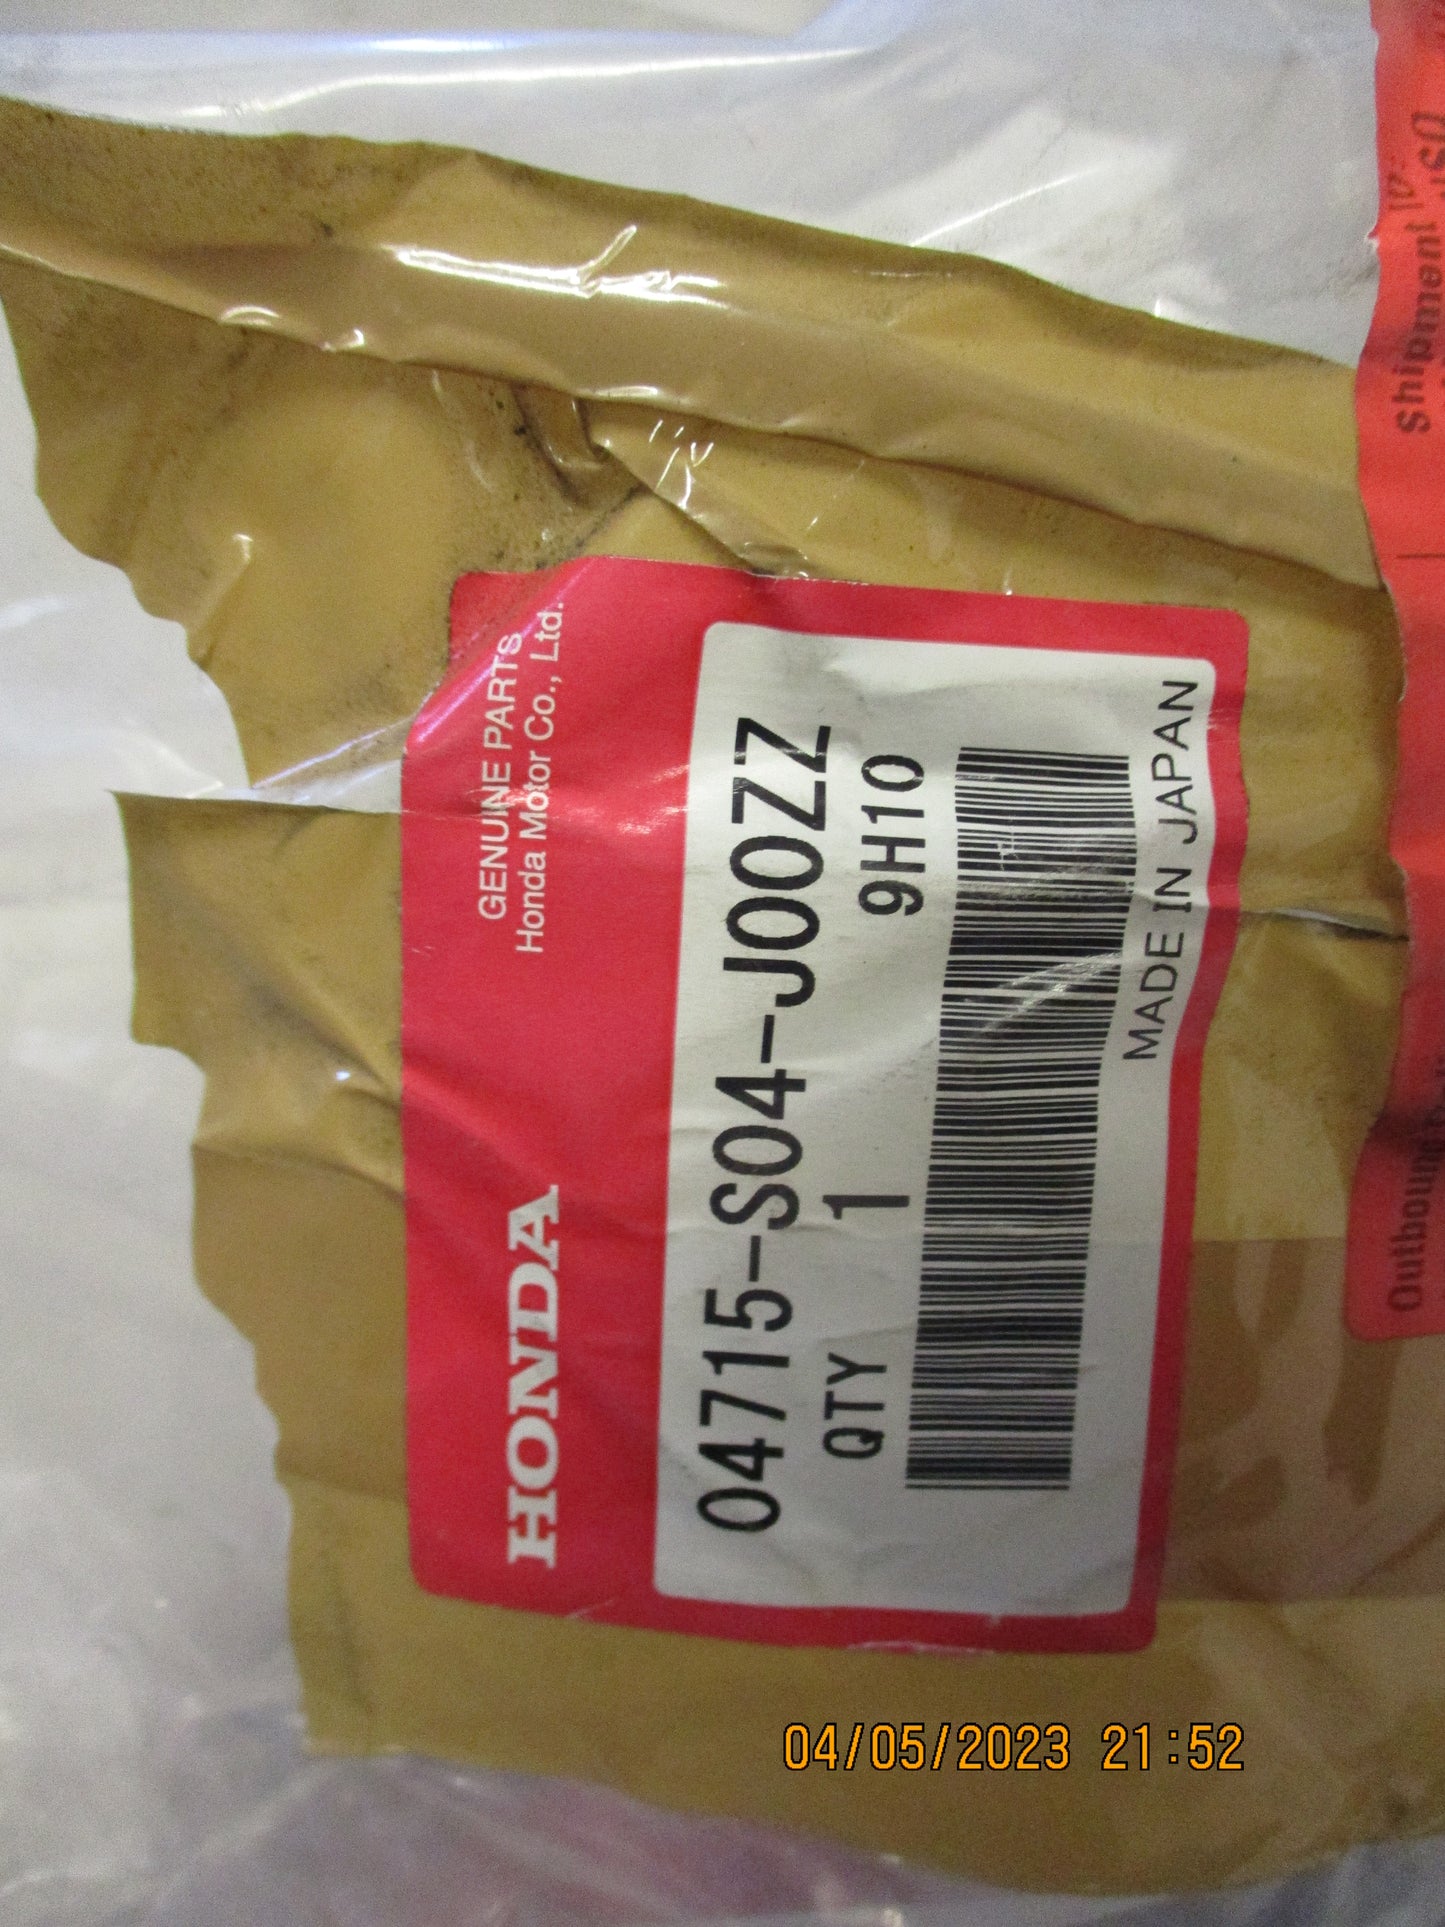 GENUINE PARTS
Honda Motor Co., Ltd.
HONDA
04715-S04-J00ZZ
QTY 1 9H10
MADE IN JAPAN
Shipment
Outbound
04/05/2023 21:52